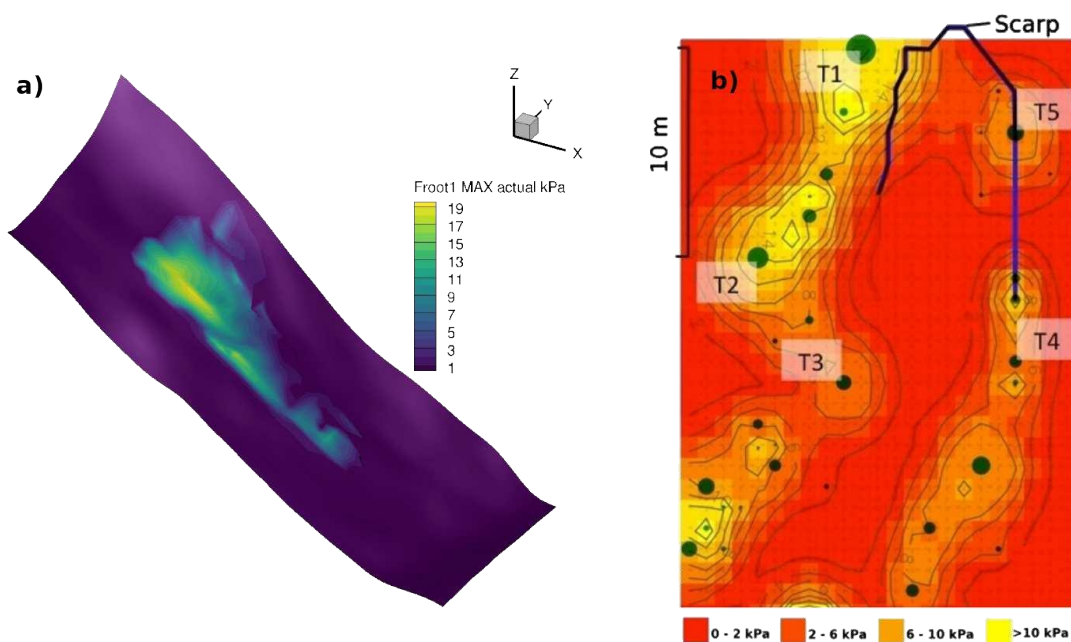 a)
Z
Y
X
Froot1 MAX actual kPa
19
17
15
13
11
9
7
5
3
1
b)
Scarp
10 m
T1
T5
T2
T4
T3
0 - 2 kPa
2 - 6 kPa
6 - 10 kPa
>10 kPa